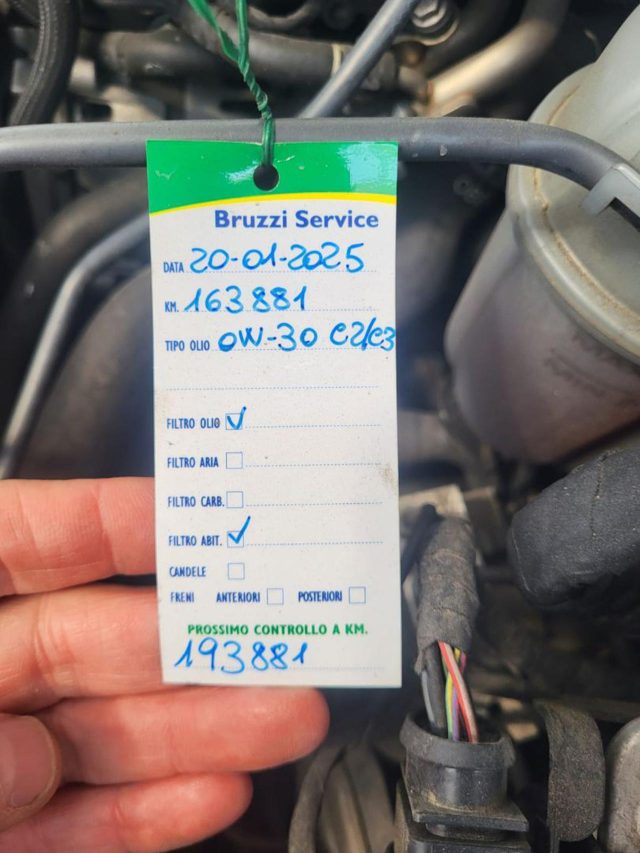 Bruzzi Service
DATA 20-01-2025
KM. 163881
TIPO OLIO 0W-30 C2/C3
FILTRO OLIO
FILTRO ARIA
FILTRO CARB.
FILTRO ABIT.
CANDELE
FRENI ANTERIORI POSTERIORI
PROSSIMO CONTROLLO A KM.
193881